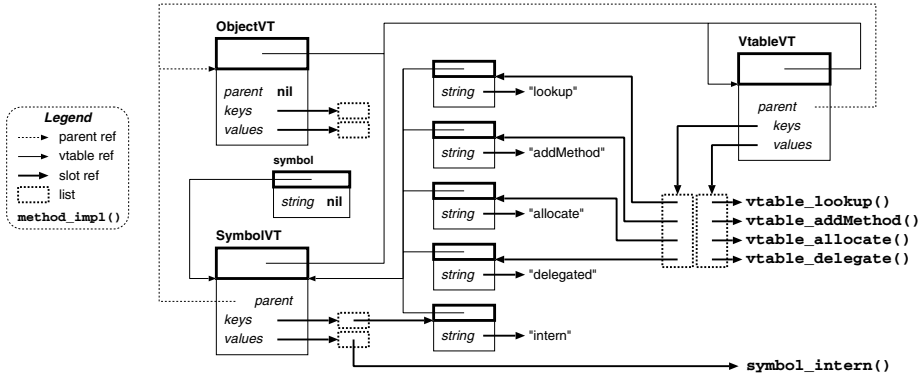 ObjectVT
parent nil
keys
values
symbol
string nil
SymbolVT
parent
keys
values
Legend
parent ref
vtable ref
slot ref
list
method_impl()
string
"lookup"
string
"addMethod"
string
"allocate"
string
"delegated"
string
"intern"
VtableVT
parent
keys
values
vtable_lookup()
vtable_addMethod()
vtable_allocate()
vtable_delegate()
symbol_intern()